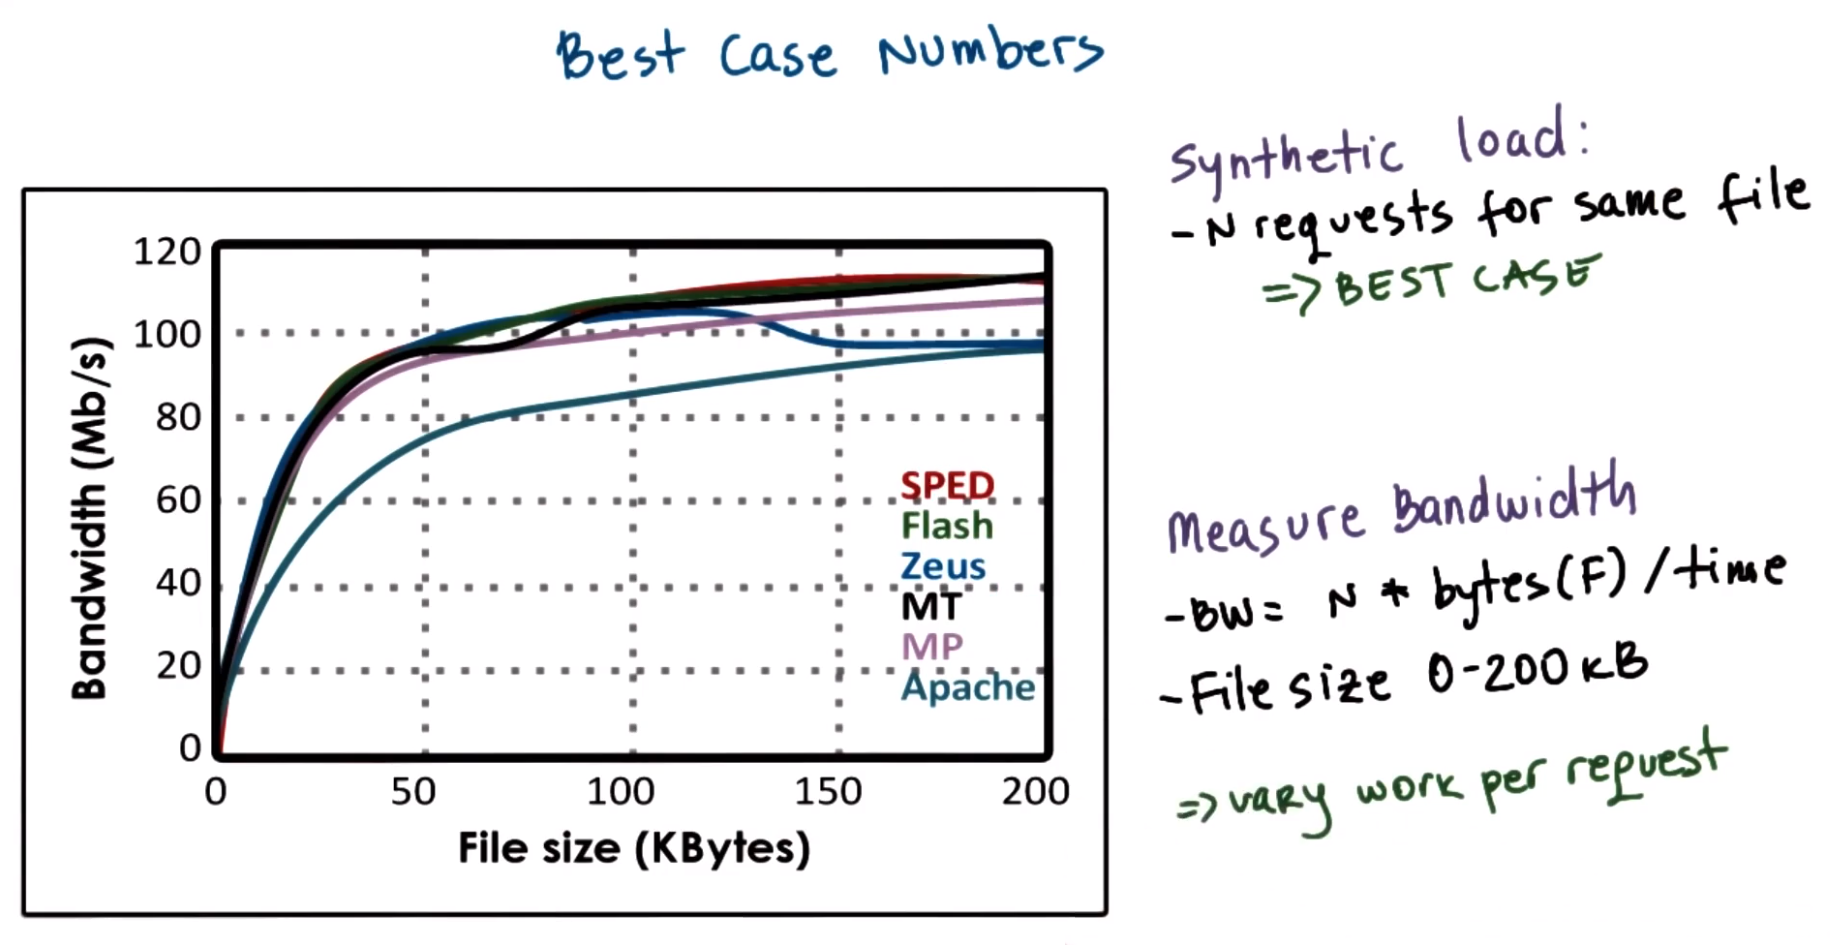 Best Case Numbers
Synthetic load:
- N requests for same file
=> BEST CASE
120
100
80
60
40
20
0
Bandwidth (Mb/s)
SPED
Flash
Zeus
MT
MP
Apache
0 50 100 150 200
File size (KBytes)
Measure Bandwidth
- BW = N * bytes(F) / time
- File size 0-200 kB
=> vary work per request